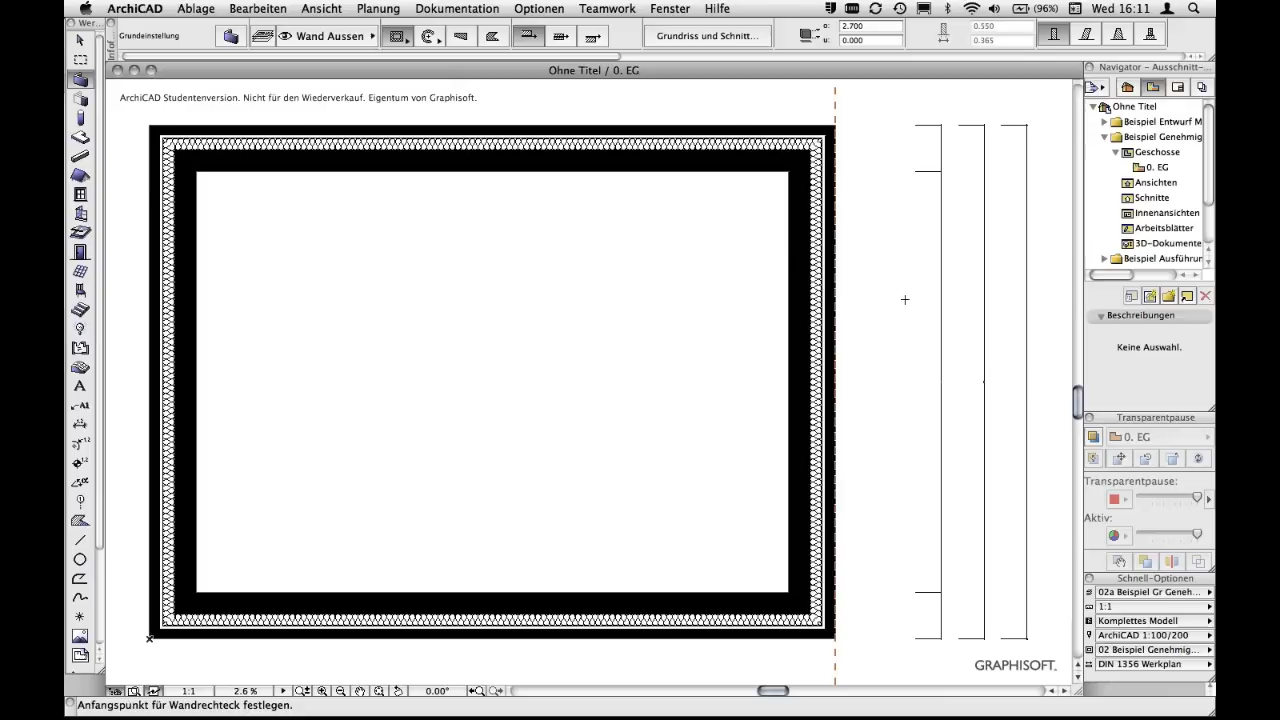 ArchiCAD Ablage Bearbeiten Ansicht Planung Dokumentation Optionen Teamwork Fenster Hilfe (96%) Wed 16:11
Wer...
Grundeinstellung
Wand Aussen
Grundriss und Schnitt...
o: 2.700
u: 0.000
0.550
0.365
Ohne Titel / 0. EG
Navigator - Ausschnitt-...
ArchiCAD Studentenversion. Nicht für den Wiederverkauf. Eigentum von Graphisoft.
Ohne Titel
Beispiel Entwurf M
Beispiel Genehmig
Geschosse
0. EG
Ansichten
Schnitte
Innenansichten
Arbeitsblätter
3D-Dokumente
Beispiel Ausführur
Beschreibungen
Keine Auswahl.
Transparentpause
0. EG
Transparentpause:
Aktiv:
Schnell-Optionen
02a Beispiel Gr Geneh...
1:1
Komplettes Modell
ArchiCAD 1:100/200
02 Beispiel Genehmig...
DIN 1356 Werkplan
GRAPHISOFT.
1:1 2.6 % 0.00°
Anfangspunkt für Wandrechteck festlegen.